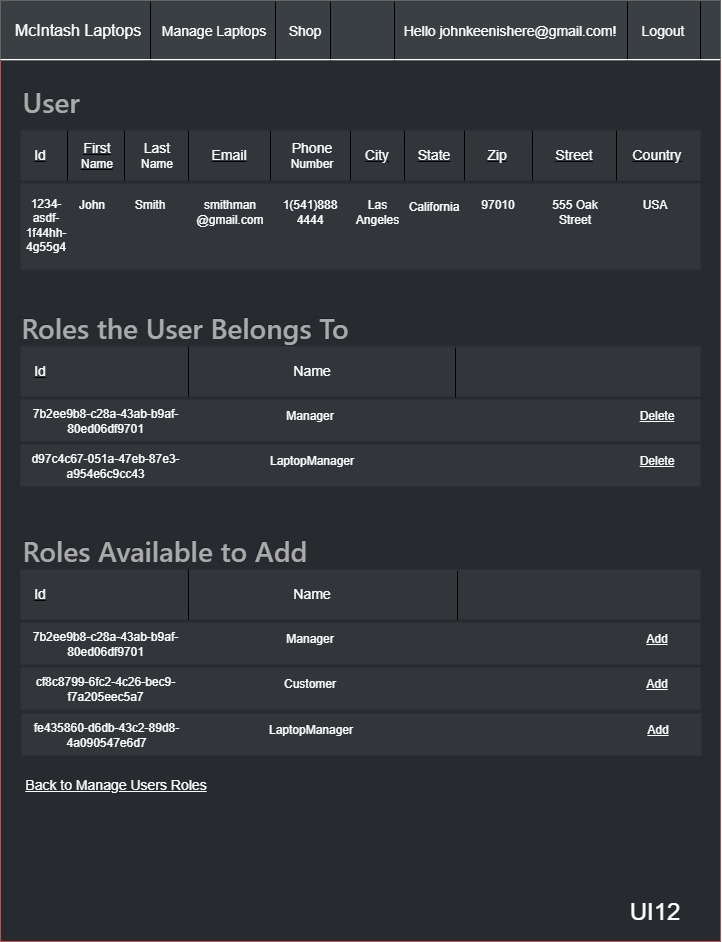 McIntash Laptops Manage Laptops Shop Hello johnkeenishere@gmail.com! Logout
User
Id First Name Last Name Email Phone Number City State Zip Street Country
1234-asdf-1f44hh-4g55g4 John Smith smithman@gmail.com 1(541)888 4444 Las Angeles California 97010 555 Oak Street USA
Roles the User Belongs To
Id Name
7b2ee9b8-c28a-43ab-b9af-80ed06df9701 Manager Delete
d97c4c67-051a-47eb-87e3-a954e6c9cc43 LaptopManager Delete
Roles Available to Add
Id Name
7b2ee9b8-c28a-43ab-b9af-80ed06df9701 Manager Add
cf8c8799-6fc2-4c26-bec9-f7a205eec5a7 Customer Add
fe435860-d6db-43c2-89d8-4a090547e6d7 LaptopManager Add
Back to Manage Users Roles
UI12